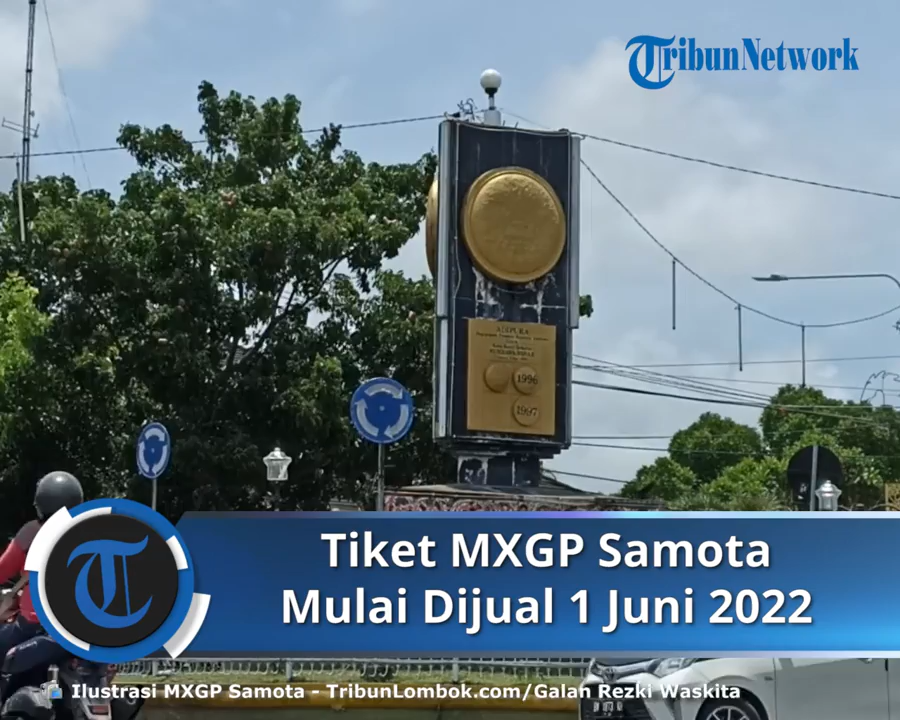 TribunNetwork
ADIPURA
1996
1997
Tiket MXGP Samota
Mulai Dijual 1 Juni 2022
Ilustrasi MXGP Samota - TribunLombok.com/Galan Rezki Waskita